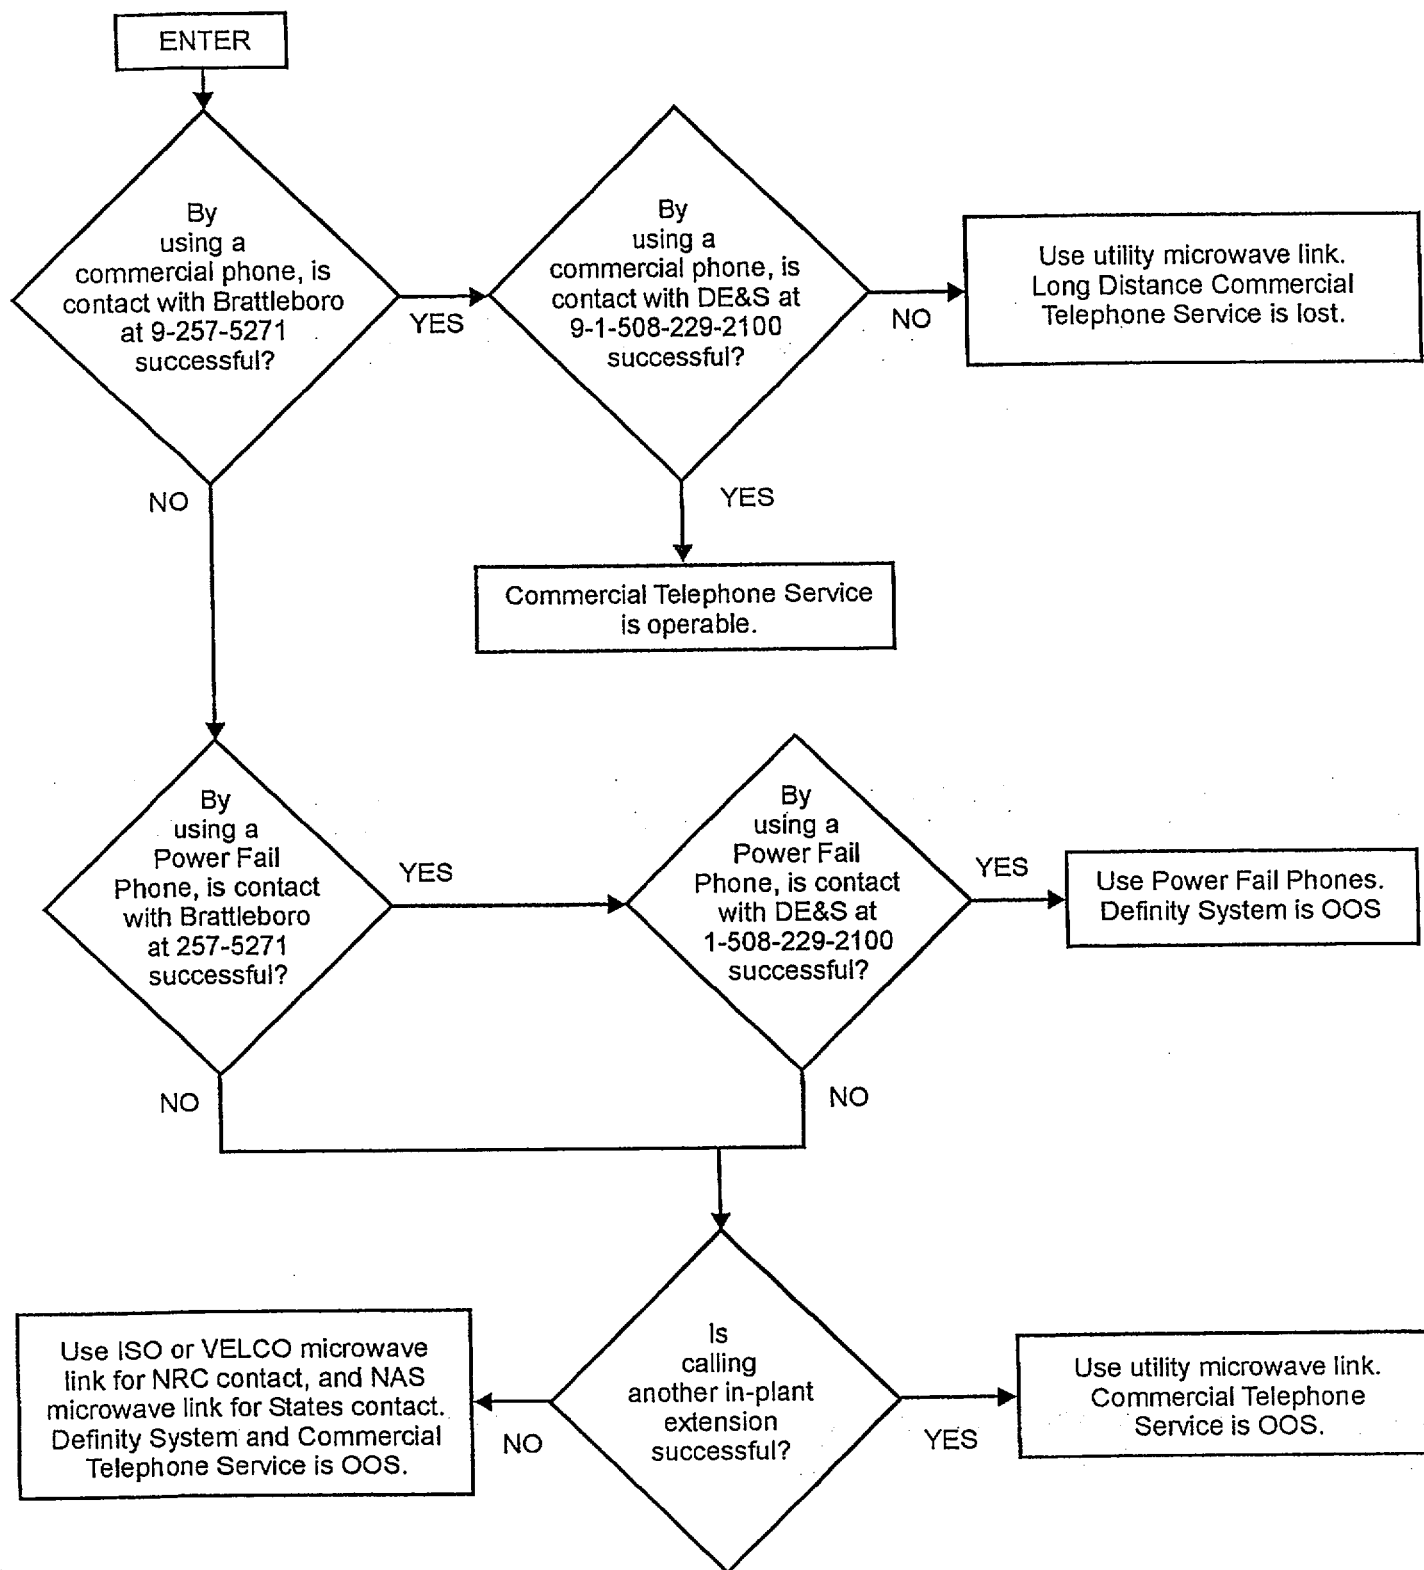 ENTER
By
using a
commercial phone, is
contact with Brattleboro
at 9-257-5271
successful?
YES
NO
By
using a
commercial phone, is
contact with DE&S at
9-1-508-229-2100
successful?
NO
YES
Use utility microwave link.
Long Distance Commercial
Telephone Service is lost.
Commercial Telephone Service
is operable.
By
using a
Power Fail
Phone, is contact
with Brattleboro
at 257-5271
successful?
YES
NO
By
using a
Power Fail
Phone, is contact
with DE&S at
1-508-229-2100
successful?
YES
NO
Use Power Fail Phones.
Definity System is OOS
Is
calling
another in-plant
extension
successful?
NO
YES
Use ISO or VELCO microwave
link for NRC contact, and NAS
microwave link for States contact.
Definity System and Commercial
Telephone Service is OOS.
Use utility microwave link.
Commercial Telephone
Service is OOS.